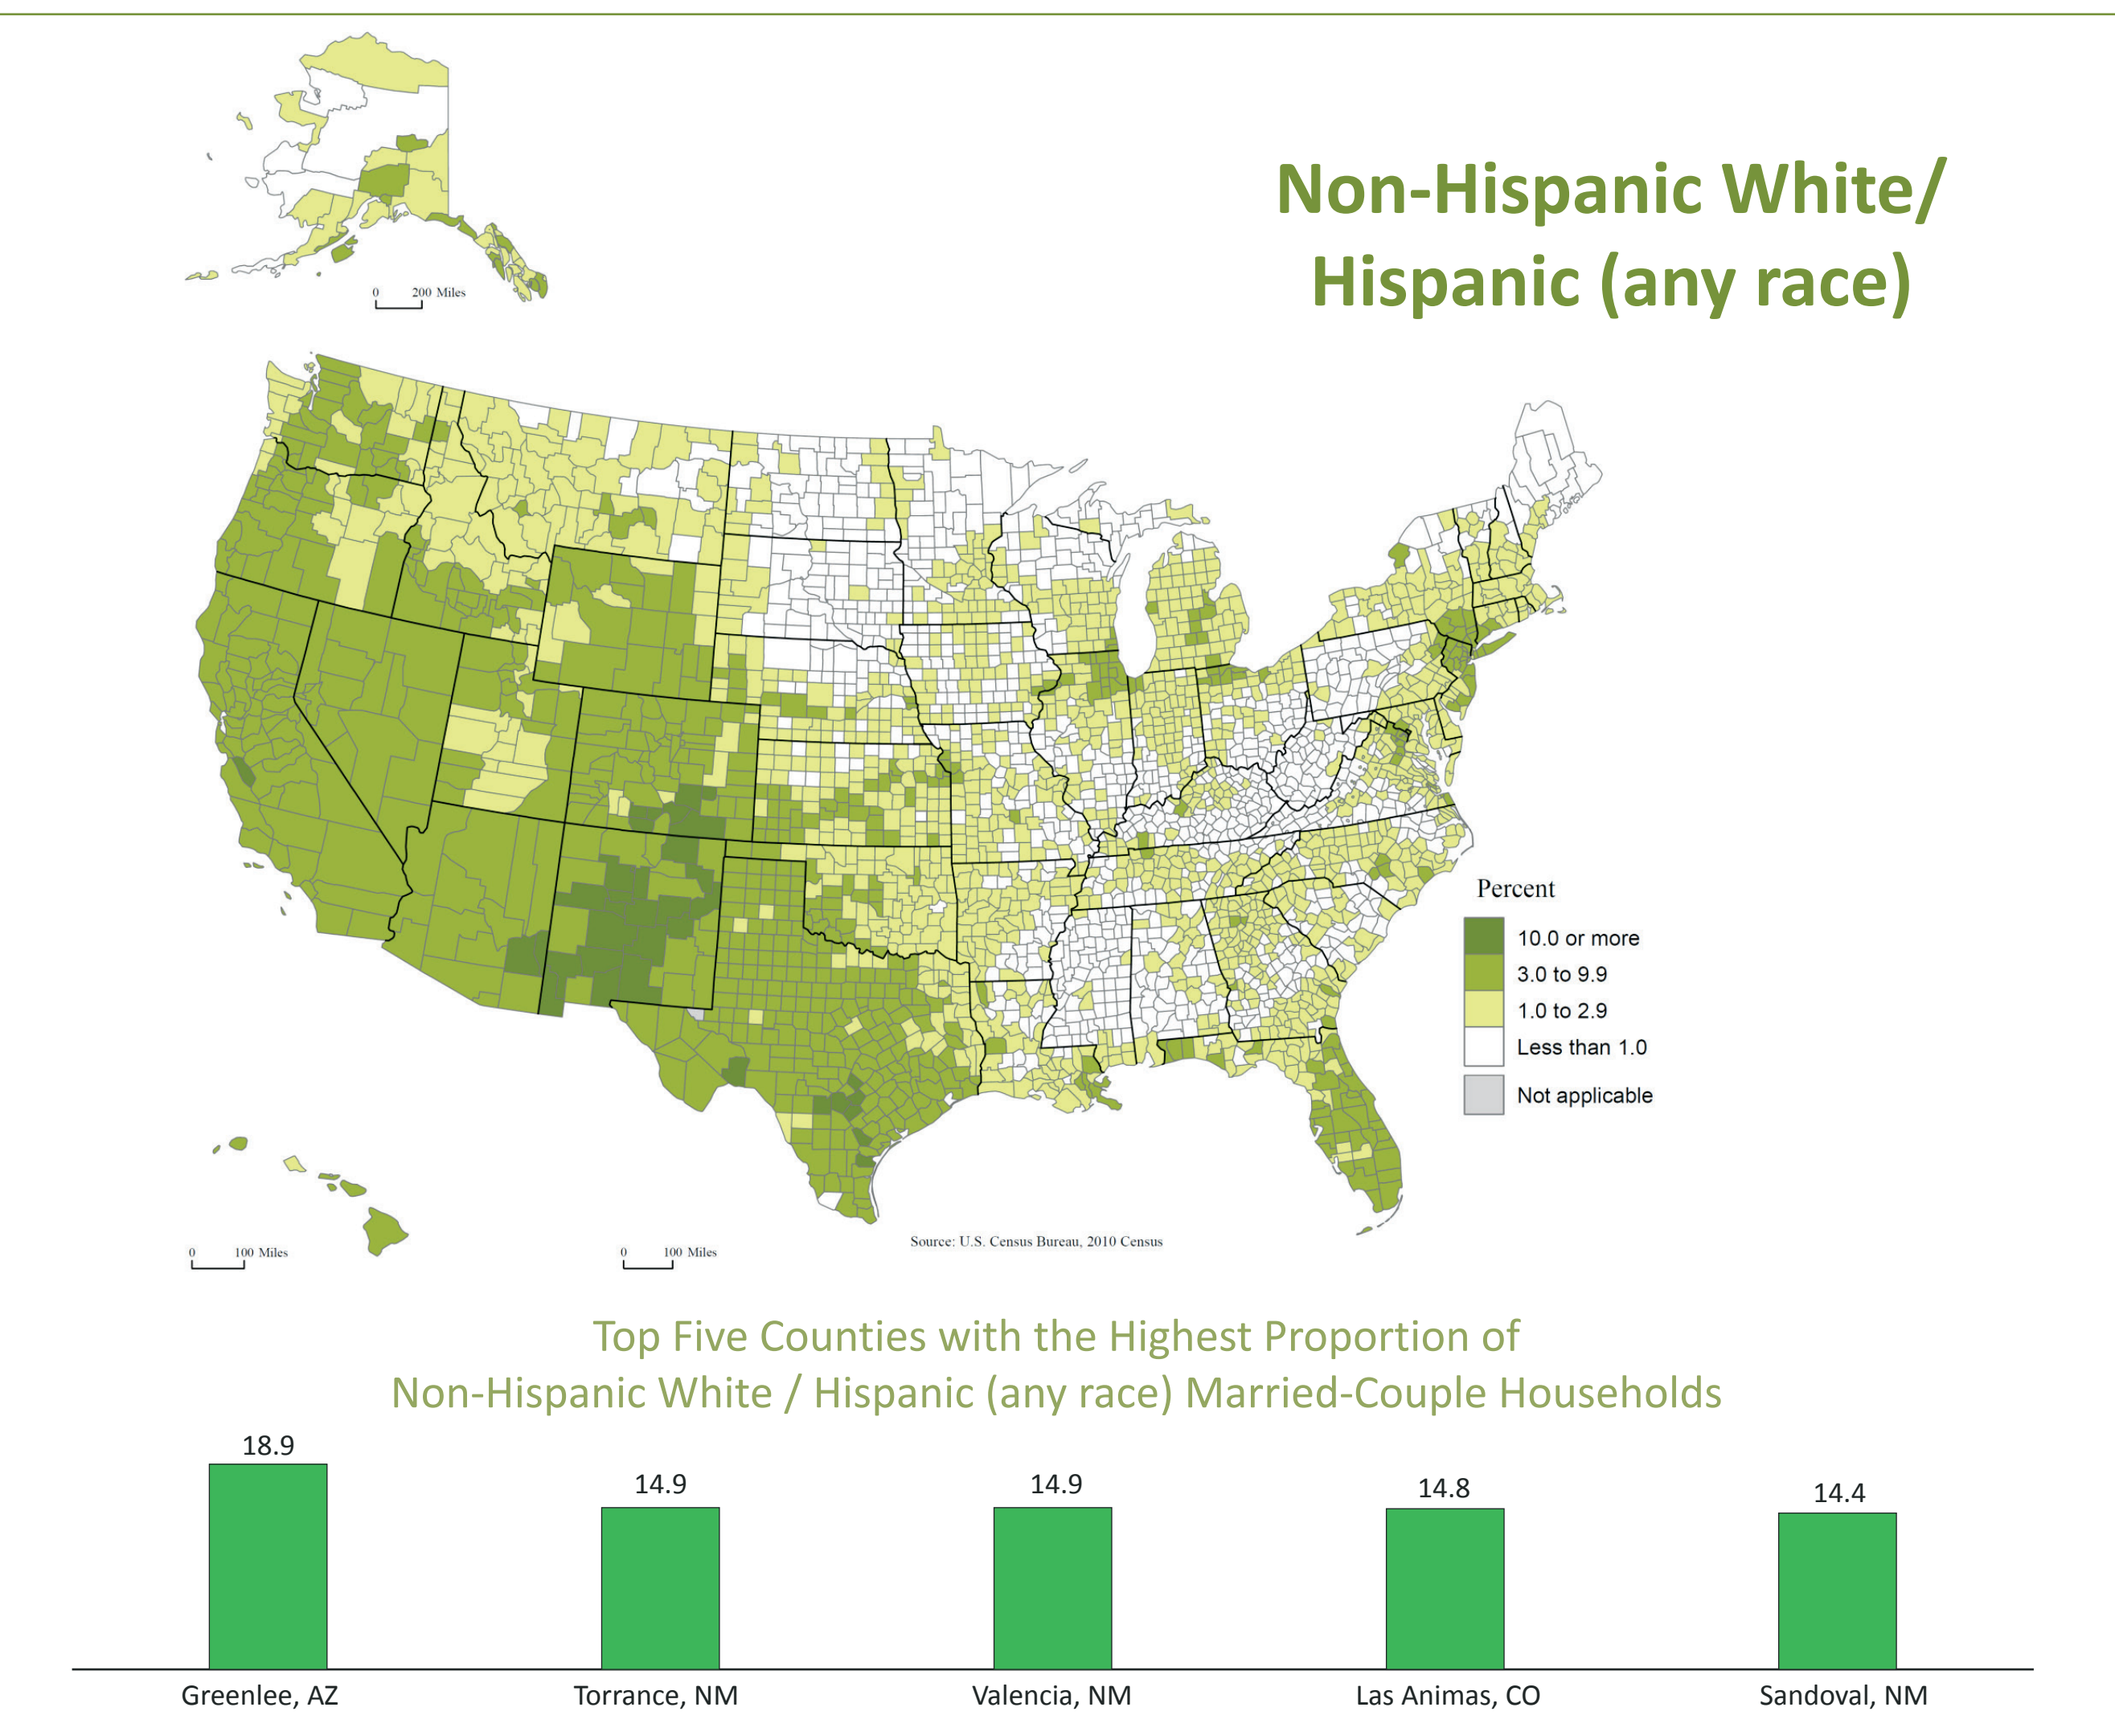 Non-Hispanic White/
Hispanic (any race)
0 200 Miles
Percent
10.0 or more
3.0 to 9.9
1.0 to 2.9
Less than 1.0
Not applicable
0 100 Miles
0 100 Miles
Source: U.S. Census Bureau, 2010 Census
Top Five Counties with the Highest Proportion of
Non-Hispanic White / Hispanic (any race) Married-Couple Households
18.9
14.9
14.9
14.8
14.4
Greenlee, AZ
Torrance, NM
Valencia, NM
Las Animas, CO
Sandoval, NM